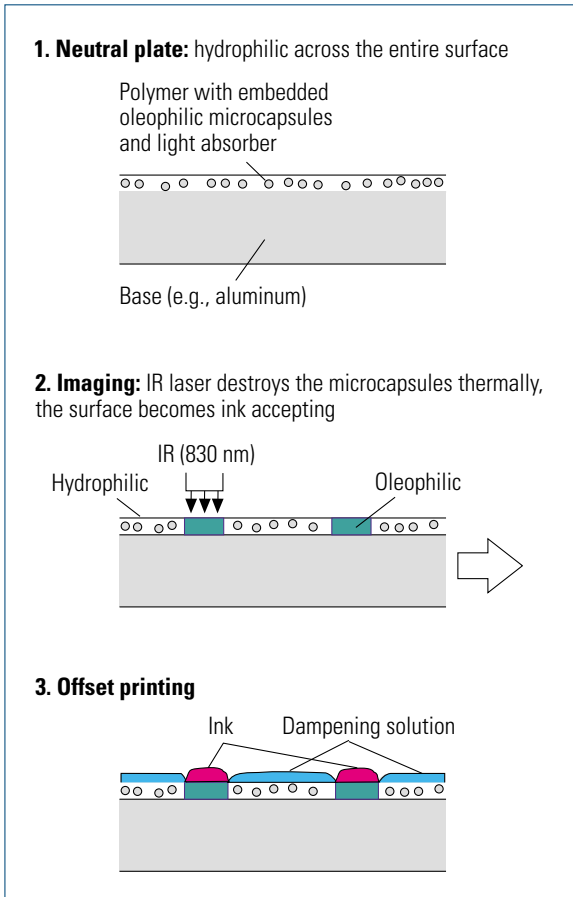 1. Neutral plate: hydrophilic across the entire surface
Polymer with embedded
oleophilic microcapsules
and light absorber
Base (e.g., aluminum)
2. Imaging: IR laser destroys the microcapsules thermally,
the surface becomes ink accepting
IR (830 nm)
Hydrophilic
Oleophilic
3. Offset printing
Ink
Dampening solution